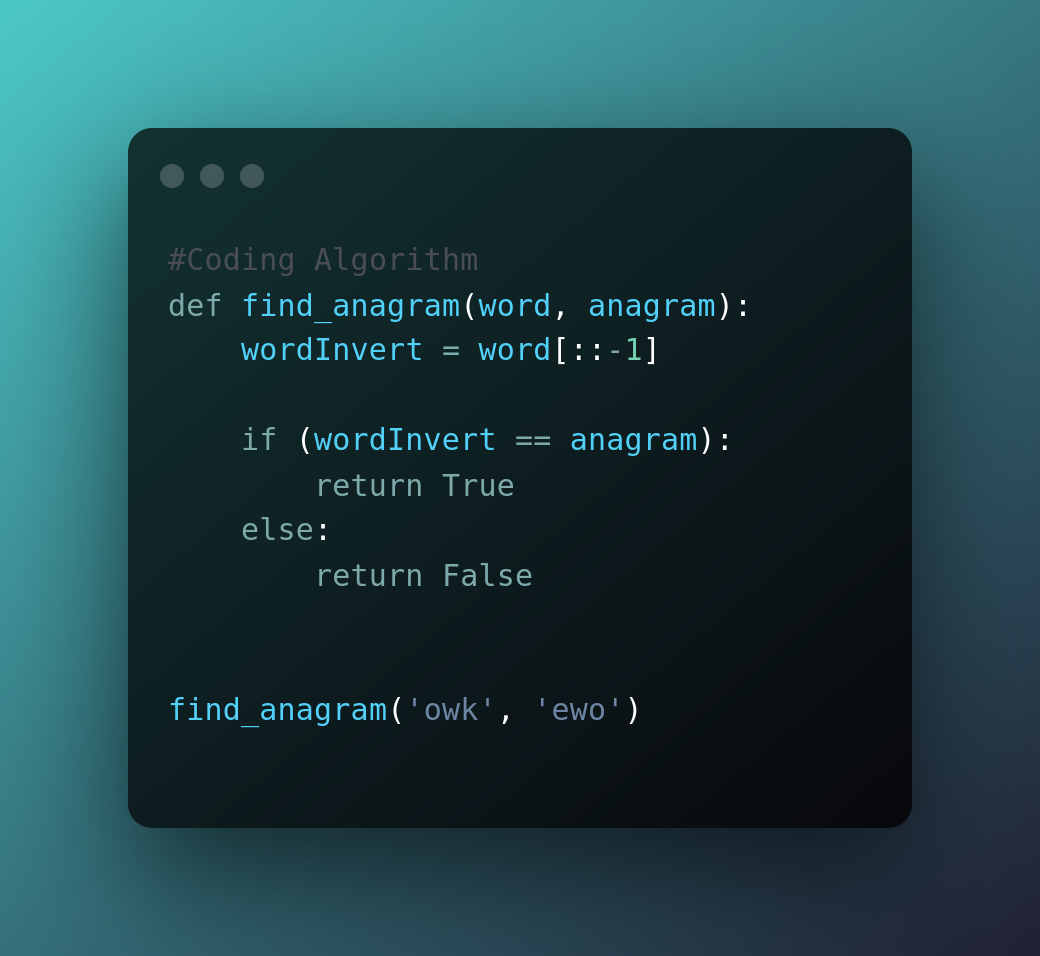 #Coding Algorithm
def find_anagram(word, anagram):
    wordInvert = word[::-1]

    if (wordInvert == anagram):
        return True
    else:
        return False


find_anagram('owk', 'ewo')